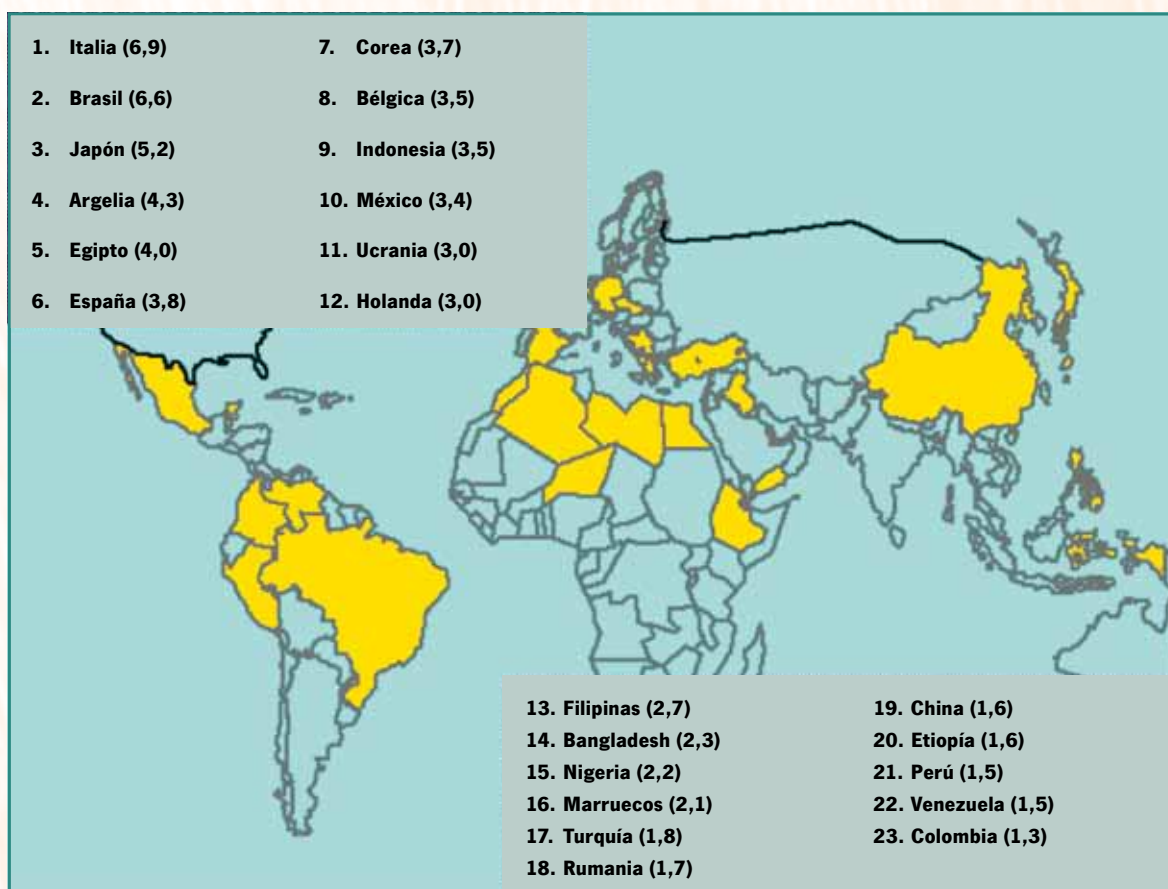 1. Italia (6,9)
2. Brasil (6,6)
3. Japón (5,2)
4. Argelia (4,3)
5. Egipto (4,0)
6. España (3,8)
7. Corea (3,7)
8. Bélgica (3,5)
9. Indonesia (3,5)
10. México (3,4)
11. Ucrania (3,0)
12. Holanda (3,0)
13. Filipinas (2,7)
14. Bangladesh (2,3)
15. Nigeria (2,2)
16. Marruecos (2,1)
17. Turquía (1,8)
18. Rumania (1,7)
19. China (1,6)
20. Etiopía (1,6)
21. Perú (1,5)
22. Venezuela (1,5)
23. Colombia (1,3)